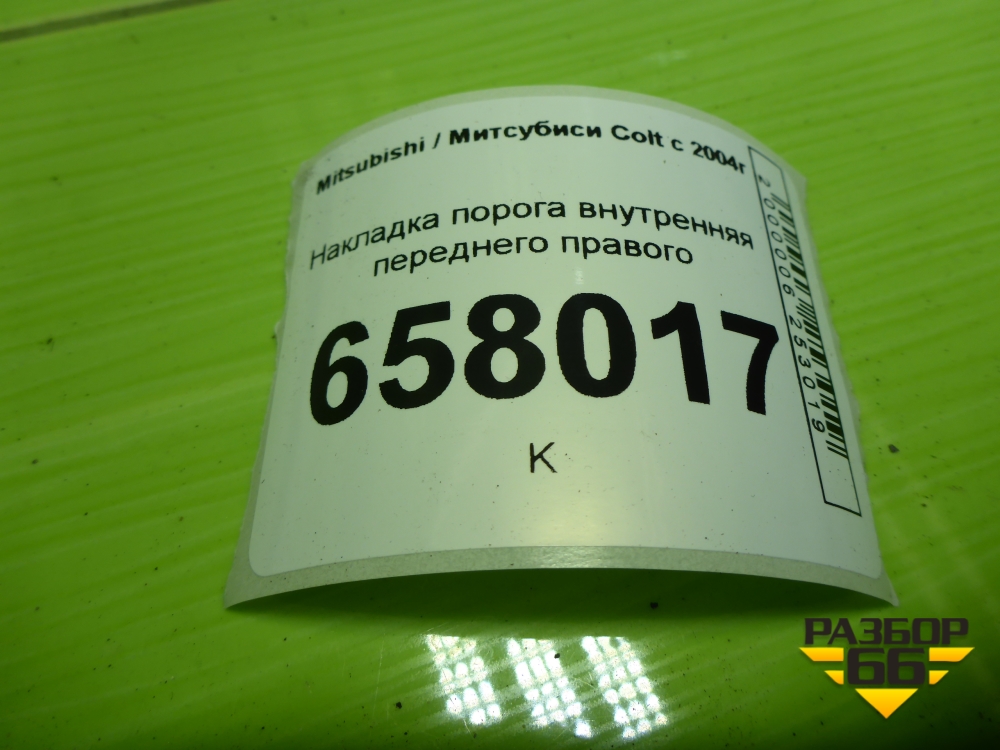 Mitsubishi / Митсубиси Colt с 2004г
Накладка порога внутренняя
переднего правого
658017
К
2000006253019
РАЗБОР
66